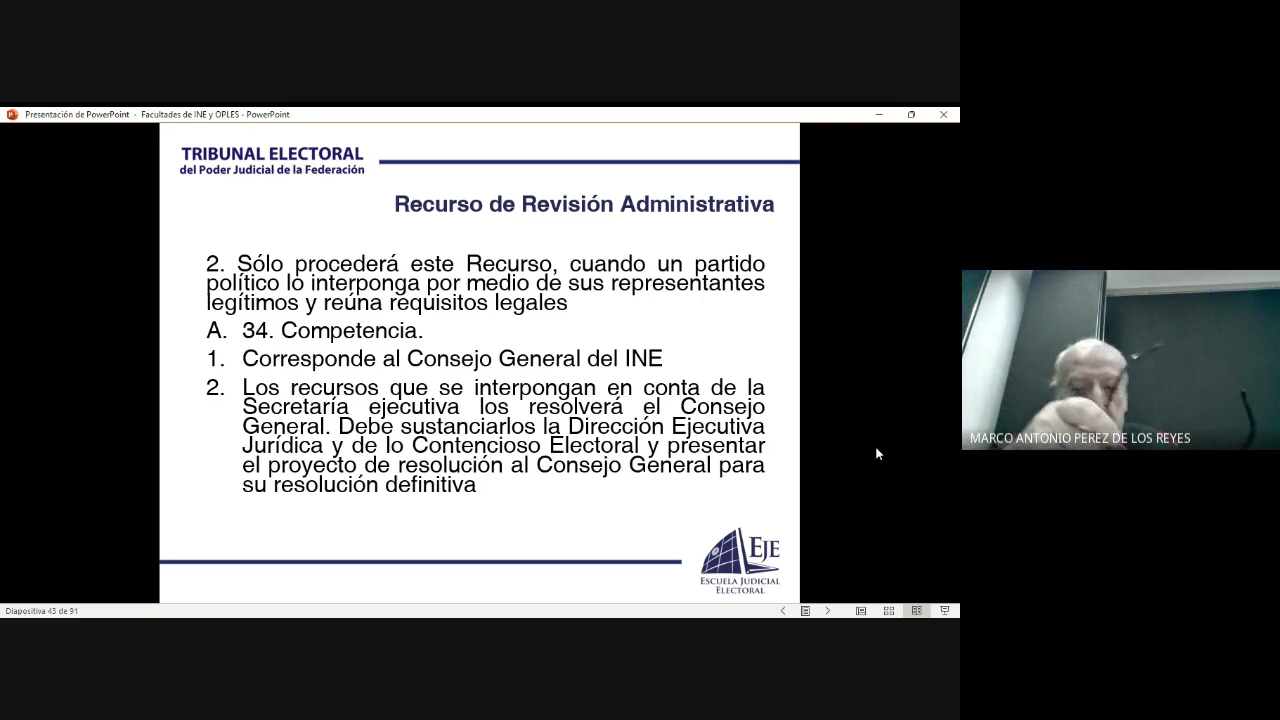 Presentación de PowerPoint - Facultades de INE y OPLES - PowerPoint
TRIBUNAL ELECTORAL
del Poder Judicial de la Federación
Recurso de Revisión Administrativa
2. Sólo procederá este Recurso, cuando un partido
político lo interponga por medio de sus representantes
legítimos y reúna requisitos legales
A. 34. Competencia.
1. Corresponde al Consejo General del INE
2. Los recursos que se interpongan en conta de la
Secretaría ejecutiva los resolverá el Consejo
General. Debe sustanciarlos la Dirección Ejecutiva
Jurídica y de lo Contencioso Electoral y presentar
el proyecto de resolución al Consejo General para
su resolución definitiva
EJE
ESCUELA JUDICIAL
ELECTORAL
Diapositiva 43 de 91
MARCO ANTONIO PEREZ DE LOS REYES